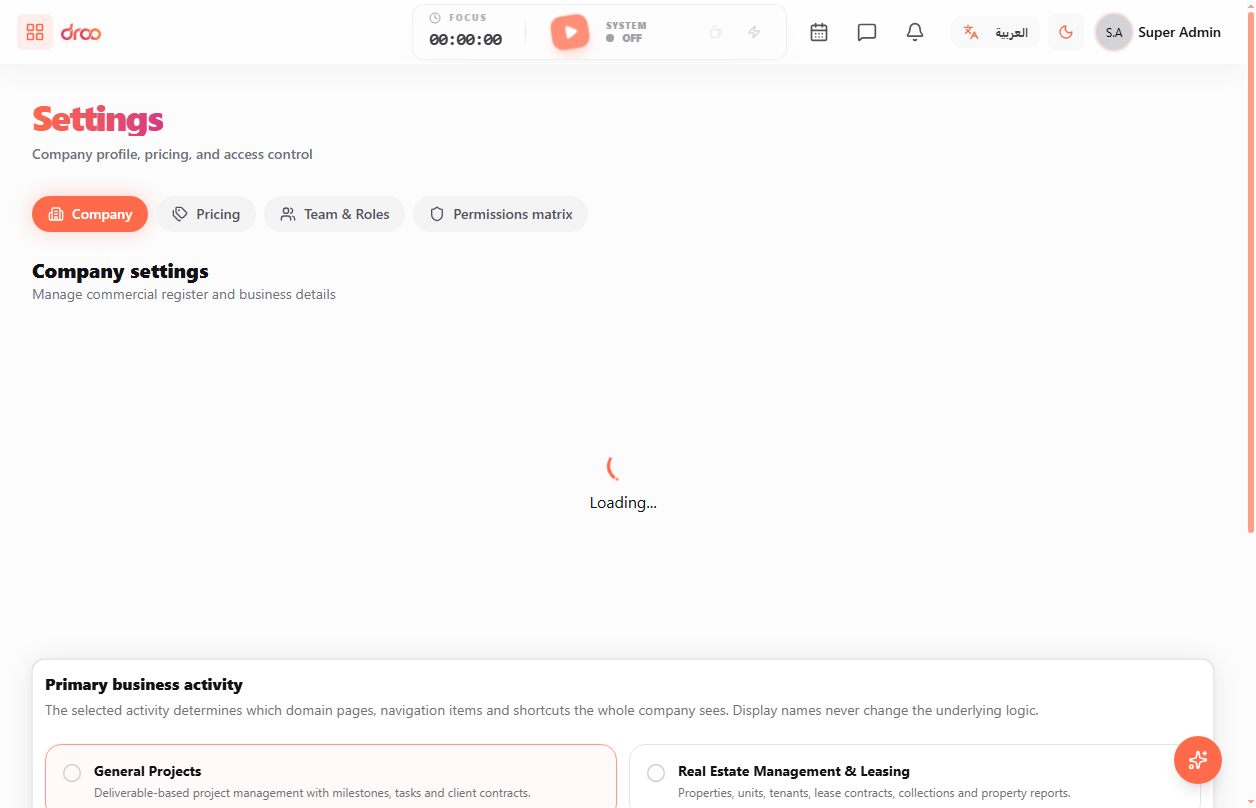 droo
FOCUS
00:00:00
SYSTEM
OFF
العربية
S.A
Super Admin
Settings
Company profile, pricing, and access control
Company
Pricing
Team & Roles
Permissions matrix
Company settings
Manage commercial register and business details
Loading...
Primary business activity
The selected activity determines which domain pages, navigation items and shortcuts the whole company sees. Display names never change the underlying logic.
General Projects
Deliverable-based project management with milestones, tasks and client contracts.
Real Estate Management & Leasing
Properties, units, tenants, lease contracts, collections and property reports.